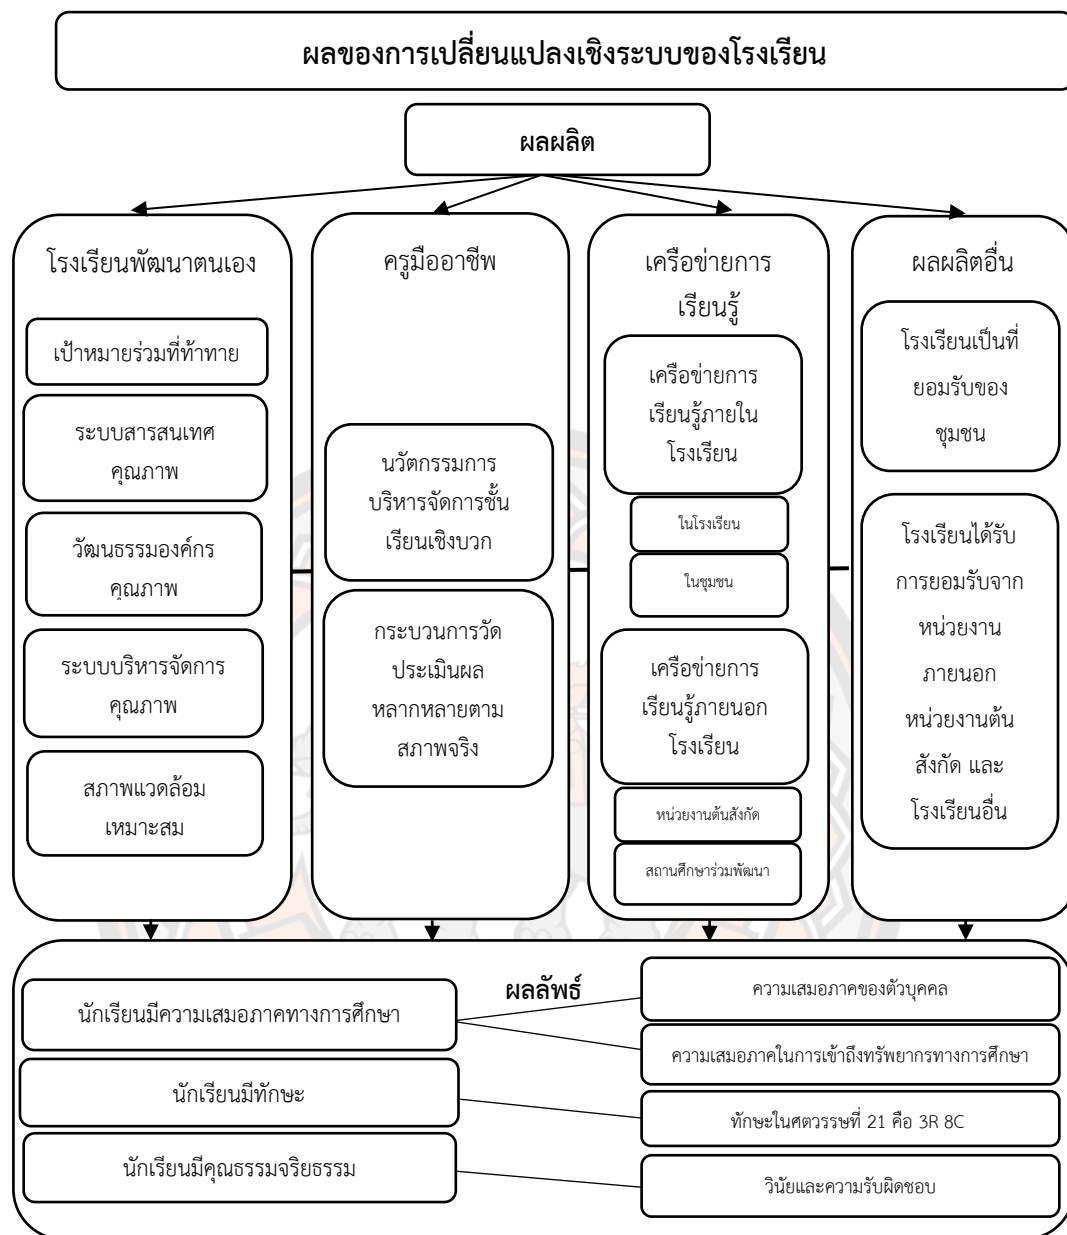 ผลของการเปลี่ยนแปลงเชิงระบบของโรงเรียน
ผลผลิต
โรงเรียนพัฒนาตนเอง
เป้าหมายร่วมที่ท้าทาย
ระบบสารสนเทศ
คุณภาพ
วัฒนธรรมองค์กร
คุณภาพ
ระบบบริหารจัดการ
คุณภาพ
สภาพแวดล้อม
เหมาะสม
ครูมืออาชีพ
นวัตกรรมการ
บริหารจัดการชั้น
เรียนเชิงบวก
กระบวนการวัด
ประเมินผล
หลากหลายตาม
สภาพจริง
เครือข่ายการ
เรียนรู้
เครือข่ายการ
เรียนรู้ภายใน
โรงเรียน
ในโรงเรียน
ในชุมชน
เครือข่ายการ
เรียนรู้ภายนอก
โรงเรียน
หน่วยงานต้นสังกัด
สถานศึกษาร่วมพัฒนา
ผลผลิตอื่น
โรงเรียนเป็นที่
ยอมรับของ
ชุมชน
โรงเรียนได้รับ
การยอมรับจาก
หน่วยงาน
ภายนอก
หน่วยงานต้น
สังกัด และ
โรงเรียนอื่น
ผลลัพธ์
นักเรียนมีความเสมอภาคทางการศึกษา
ความเสมอภาคของตัวบุคคล
ความเสมอภาคในการเข้าถึงทรัพยากรทางการศึกษา
นักเรียนมีทักษะ
ทักษะในศตวรรษที่ 21 คือ 3R 8C
นักเรียนมีคุณธรรมจริยธรรม
วินัยและความรับผิดชอบ